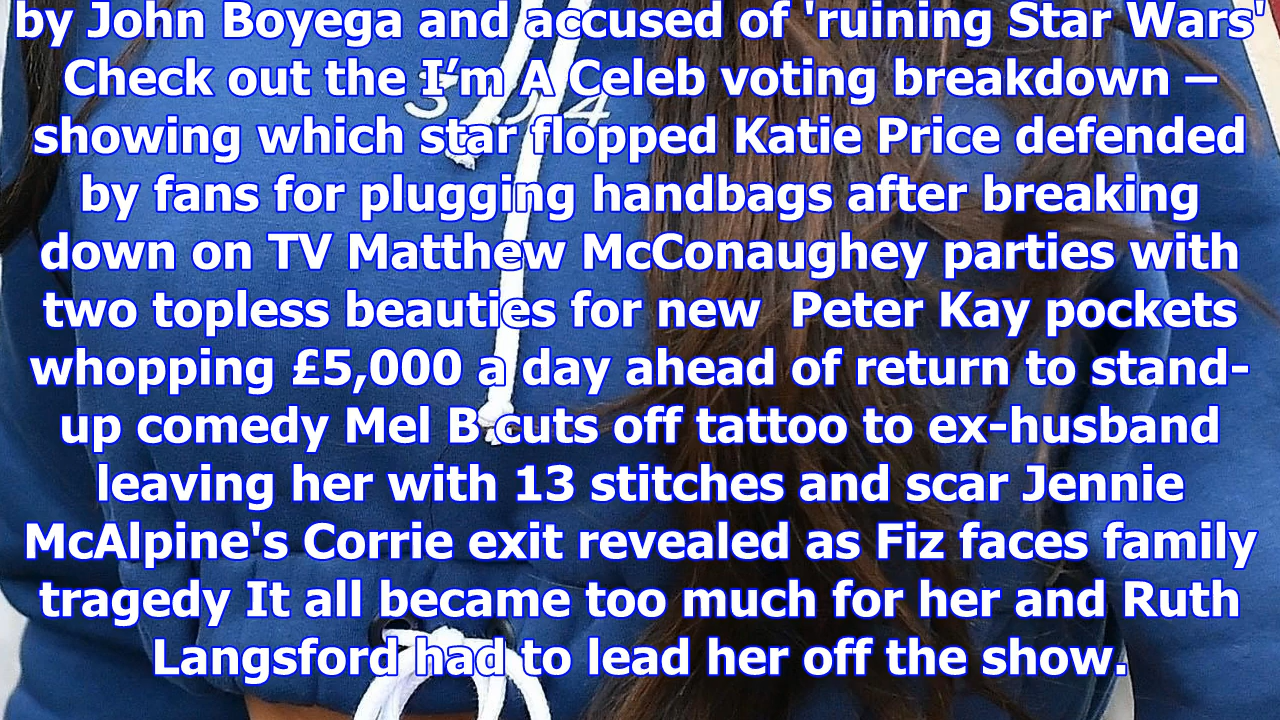 by John Boyega and accused of 'ruining Star Wars'
Check out the I’m A Celeb voting breakdown –
showing which star flopped Katie Price defended
by fans for plugging handbags after breaking
down on TV Matthew McConaughey parties with
two topless beauties for new  Peter Kay pockets
whopping £5,000 a day ahead of return to stand-
up comedy Mel B cuts off tattoo to ex-husband
leaving her with 13 stitches and scar Jennie
McAlpine's Corrie exit revealed as Fiz faces family
tragedy It all became too much for her and Ruth
Langsford had to lead her off the show.